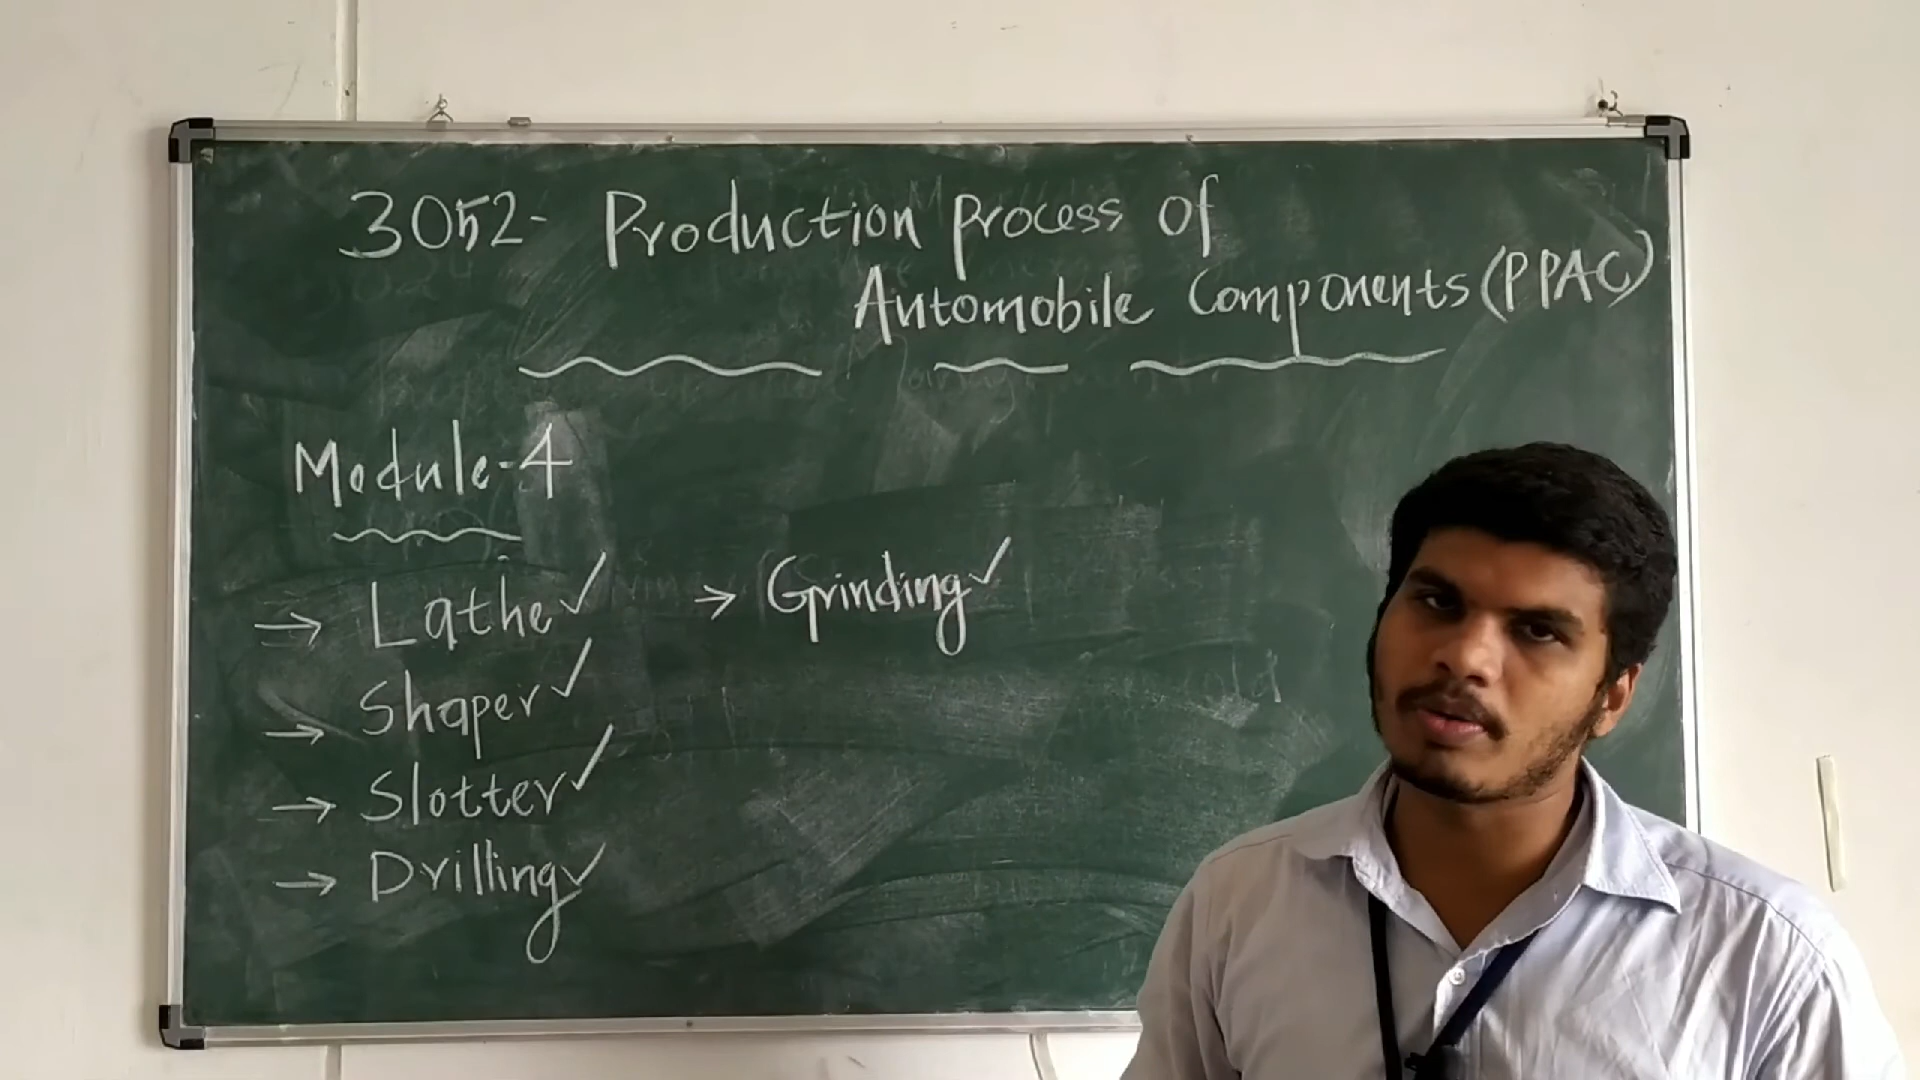 3052- Production process of
Automobile Components (PPAC)
Module-4
→ Lathe ✓
→ Grinding ✓
→ Shaper ✓
→ Slotter ✓
→ Drilling ✓